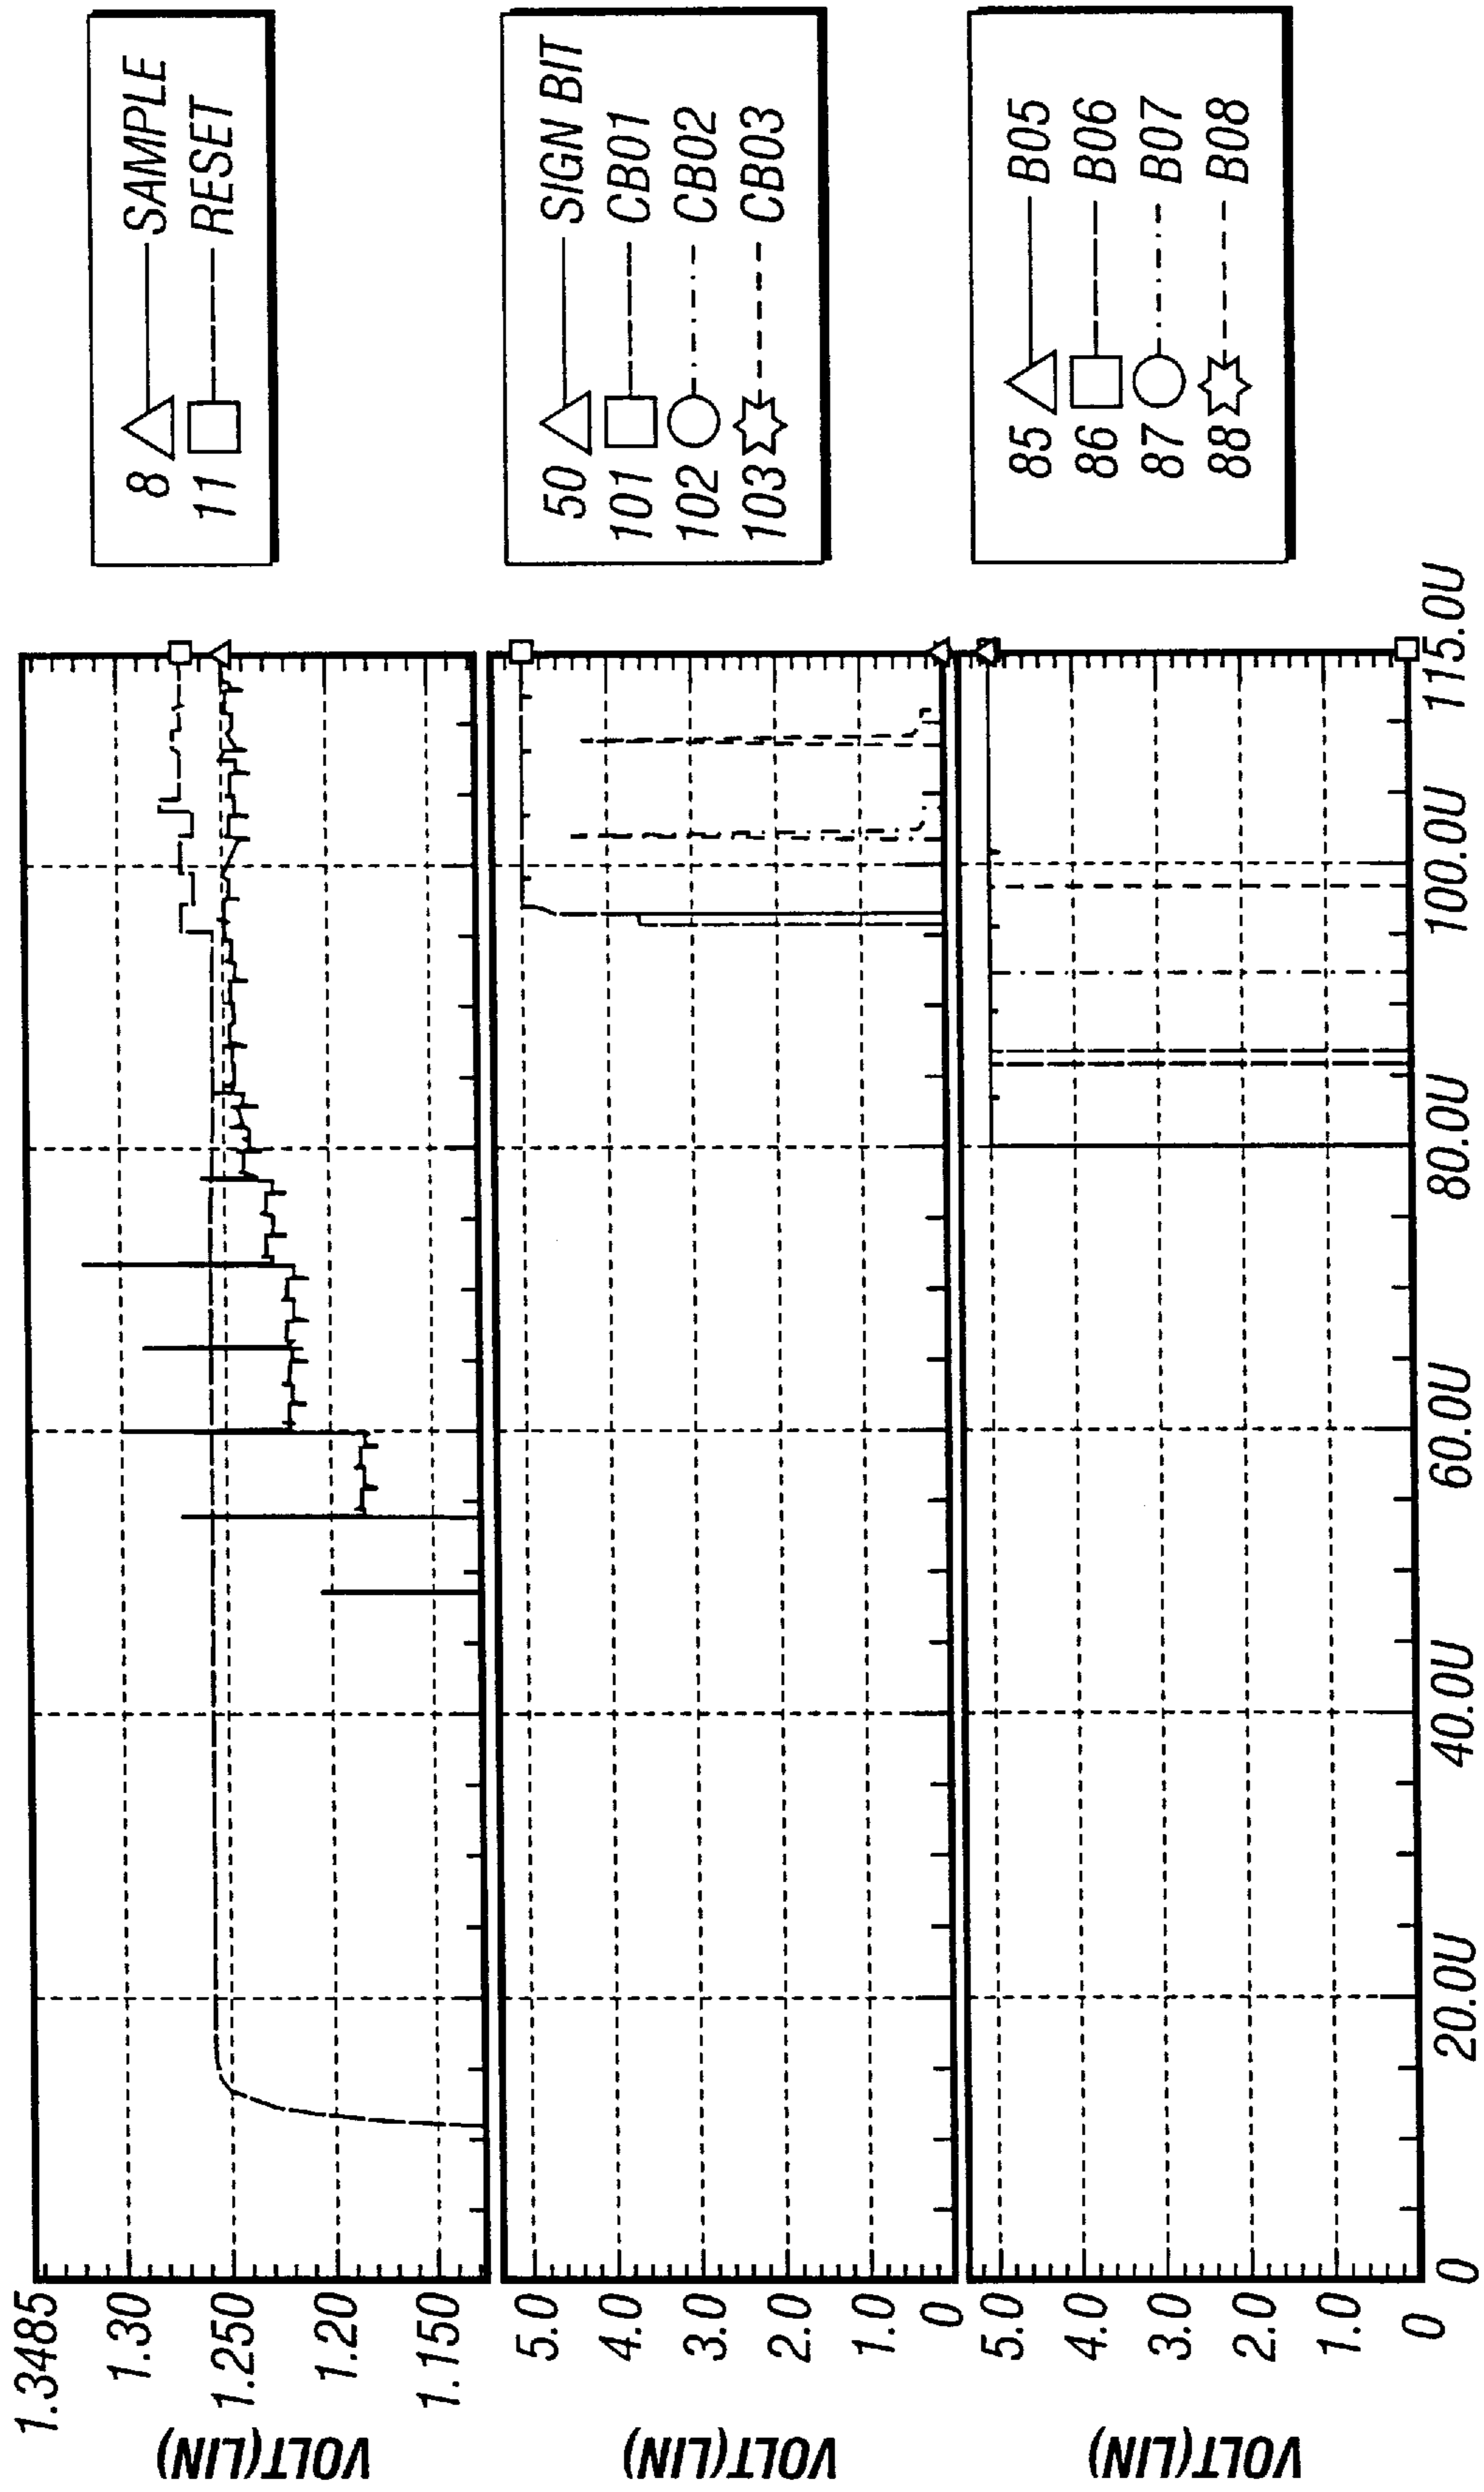 VOLT(LIN)
1.3485
1.30
1.250
1.20
1.150
8 SAMPLE
11 RESET
VOLT(LIN)
5.0
4.0
3.0
2.0
1.0
0
50 SIGN BIT
101 CB01
102 CB02
103 CB03
VOLT(LIN)
5.0
4.0
3.0
2.0
1.0
0
85 B05
86 B06
87 B07
88 B08
0 20.0U 40.0U 60.0U 80.0U 100.0U 115.0U